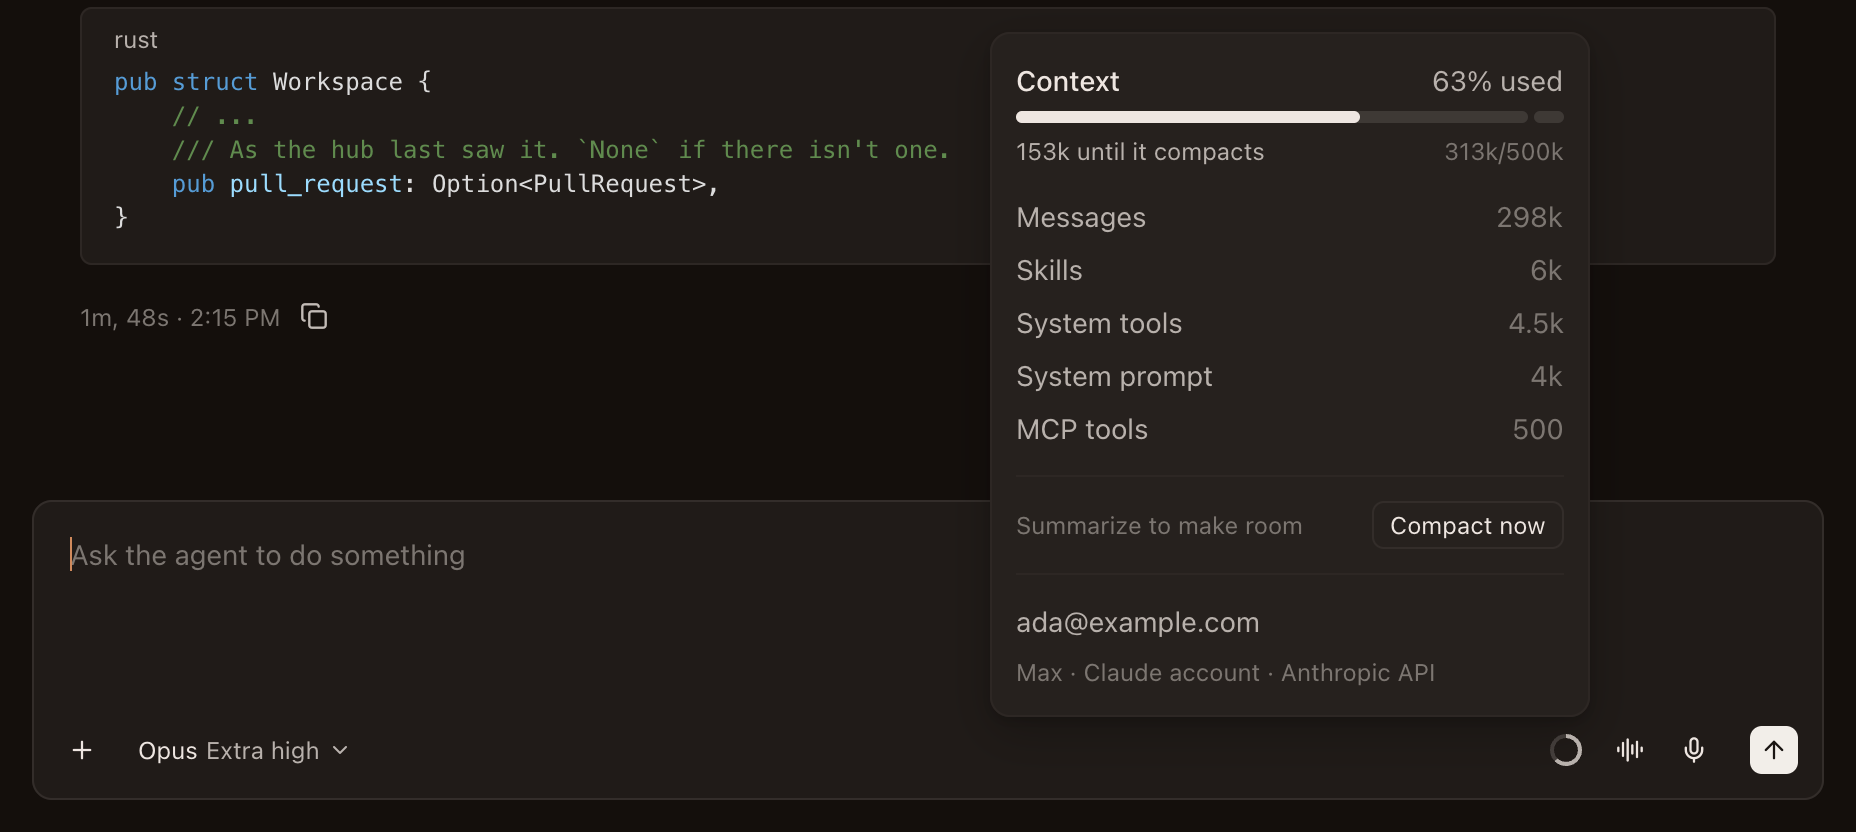 rust
pub struct Workspace {
// ...
/// As the hub last saw it. `None` if there isn't one.
pub pull_request: Option<PullRequest>,
}
1m, 48s · 2:15 PM
Context 63% used
153k until it compacts 313k/500k
Messages 298k
Skills 6k
System tools 4.5k
System prompt 4k
MCP tools 500
Summarize to make room Compact now
ada@example.com
Max · Claude account · Anthropic API
Ask the agent to do something
Opus Extra high